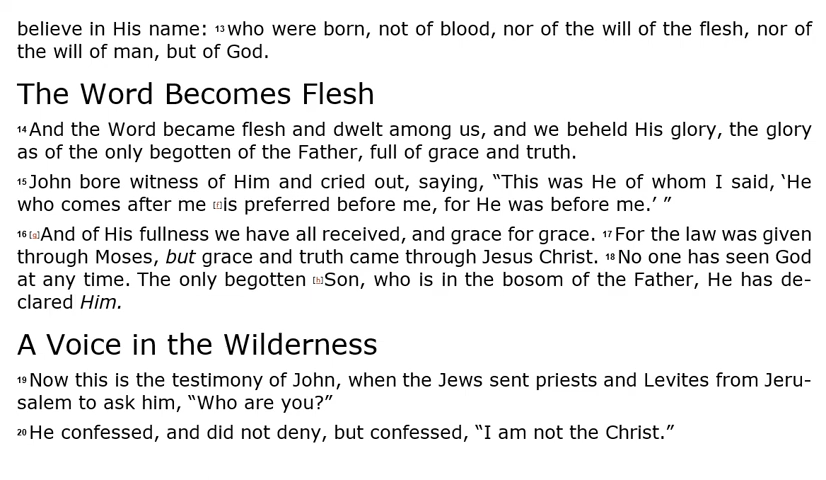 believe in His name: 13 who were born, not of blood, nor of the will of the flesh, nor of
the will of man, but of God.
The Word Becomes Flesh
14 And the Word became flesh and dwelt among us, and we beheld His glory, the glory
as of the only begotten of the Father, full of grace and truth.
15 John bore witness of Him and cried out, saying, “This was He of whom I said, ‘He
who comes after me [f]is preferred before me, for He was before me.’ ”
16 [g]And of His fullness we have all received, and grace for grace. 17 For the law was given
through Moses, but grace and truth came through Jesus Christ. 18 No one has seen God
at any time. The only begotten [h]Son, who is in the bosom of the Father, He has de-
clared Him.
A Voice in the Wilderness
19 Now this is the testimony of John, when the Jews sent priests and Levites from Jeru-
salem to ask him, “Who are you?”
20 He confessed, and did not deny, but confessed, “I am not the Christ.”